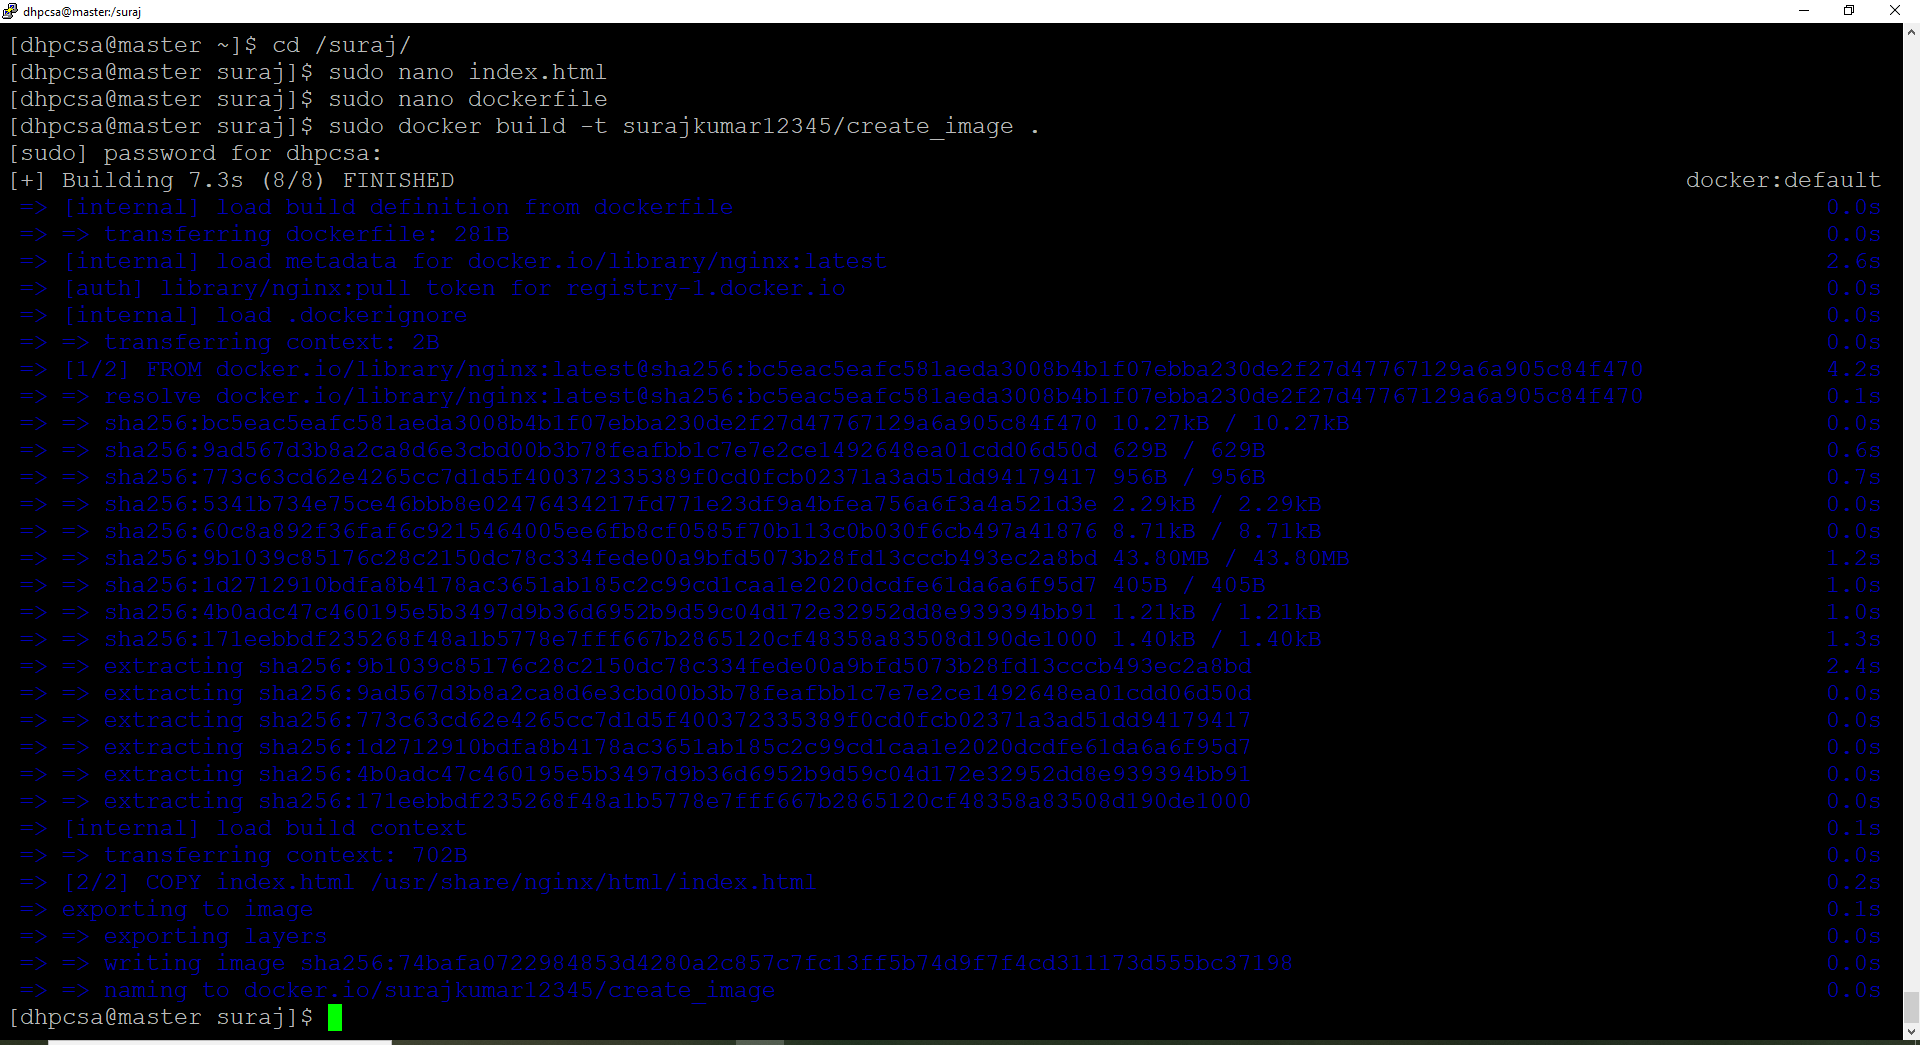 dhpcsa@master:/suraj
[dhpcsa@master ~]$ cd /suraj/
[dhpcsa@master suraj]$ sudo nano index.html
[dhpcsa@master suraj]$ sudo nano dockerfile
[dhpcsa@master suraj]$ sudo docker build -t surajkumar12345/create_image .
[sudo] password for dhpcsa:
[+] Building 7.3s (8/8) FINISHED docker:default
=> [internal] load build definition from dockerfile 0.0s
=> => transferring dockerfile: 281B 0.0s
=> [internal] load metadata for docker.io/library/nginx:latest 2.6s
=> [auth] library/nginx:pull token for registry-1.docker.io 0.0s
=> [internal] load .dockerignore 0.0s
=> => transferring context: 2B 0.0s
=> [1/2] FROM docker.io/library/nginx:latest@sha256:bc5eac5eafc581aeda3008b4b1f07ebba230de2f27d47767129a6a905c84f470 4.2s
=> => resolve docker.io/library/nginx:latest@sha256:bc5eac5eafc581aeda3008b4b1f07ebba230de2f27d47767129a6a905c84f470 0.1s
=> => sha256:bc5eac5eafc581aeda3008b4b1f07ebba230de2f27d47767129a6a905c84f470 10.27kB / 10.27kB 0.0s
=> => sha256:9ad567d3b8a2ca8d6e3cbd00b3b78feafbb1c7e7e2ce1492648ea01cdd06d50d 629B / 629B 0.6s
=> => sha256:773c63cd62e4265cc7d1d5f400372335389f0cd0fcb02371a3ad51dd94179417 956B / 956B 0.7s
=> => sha256:5341b734e75ce46bbb8e02476434217fd771e23df9a4bfea756a6f3a4a521d3e 2.29kB / 2.29kB 0.0s
=> => sha256:60c8a892f36faf6c9215464005ee6fb8cf0585f70b113c0b030f6cb497a41876 8.71kB / 8.71kB 0.0s
=> => sha256:9b1039c85176c28c2150dc78c334fede00a9bfd5073b28fd13cccb493ec2a8bd 43.80MB / 43.80MB 1.2s
=> => sha256:1d2712910bdfa8b4178ac3651ab185c2c99cd1caa1e2020dcdfe61da6a6f95d7 405B / 405B 1.0s
=> => sha256:4b0adc47c460195e5b3497d9b36d6952b9d59c04d172e32952dd8e939394bb91 1.21kB / 1.21kB 1.0s
=> => sha256:171eebbdf235268f48a1b5778e7fff667b2865120cf48358a83508d190de1000 1.40kB / 1.40kB 1.3s
=> => extracting sha256:9b1039c85176c28c2150dc78c334fede00a9bfd5073b28fd13cccb493ec2a8bd 2.4s
=> => extracting sha256:9ad567d3b8a2ca8d6e3cbd00b3b78feafbb1c7e7e2ce1492648ea01cdd06d50d 0.0s
=> => extracting sha256:773c63cd62e4265cc7d1d5f400372335389f0cd0fcb02371a3ad51dd94179417 0.0s
=> => extracting sha256:1d2712910bdfa8b4178ac3651ab185c2c99cd1caa1e2020dcdfe61da6a6f95d7 0.0s
=> => extracting sha256:4b0adc47c460195e5b3497d9b36d6952b9d59c04d172e32952dd8e939394bb91 0.0s
=> => extracting sha256:171eebbdf235268f48a1b5778e7fff667b2865120cf48358a83508d190de1000 0.0s
=> [internal] load build context 0.1s
=> => transferring context: 702B 0.0s
=> [2/2] COPY index.html /usr/share/nginx/html/index.html 0.2s
=> exporting to image 0.1s
=> => exporting layers 0.0s
=> => writing image sha256:74bafa0722984853d4280a2c857c7fc13ff5b74d9f7f4cd311173d555bc37198 0.0s
=> => naming to docker.io/surajkumar12345/create_image 0.0s
[dhpcsa@master suraj]$